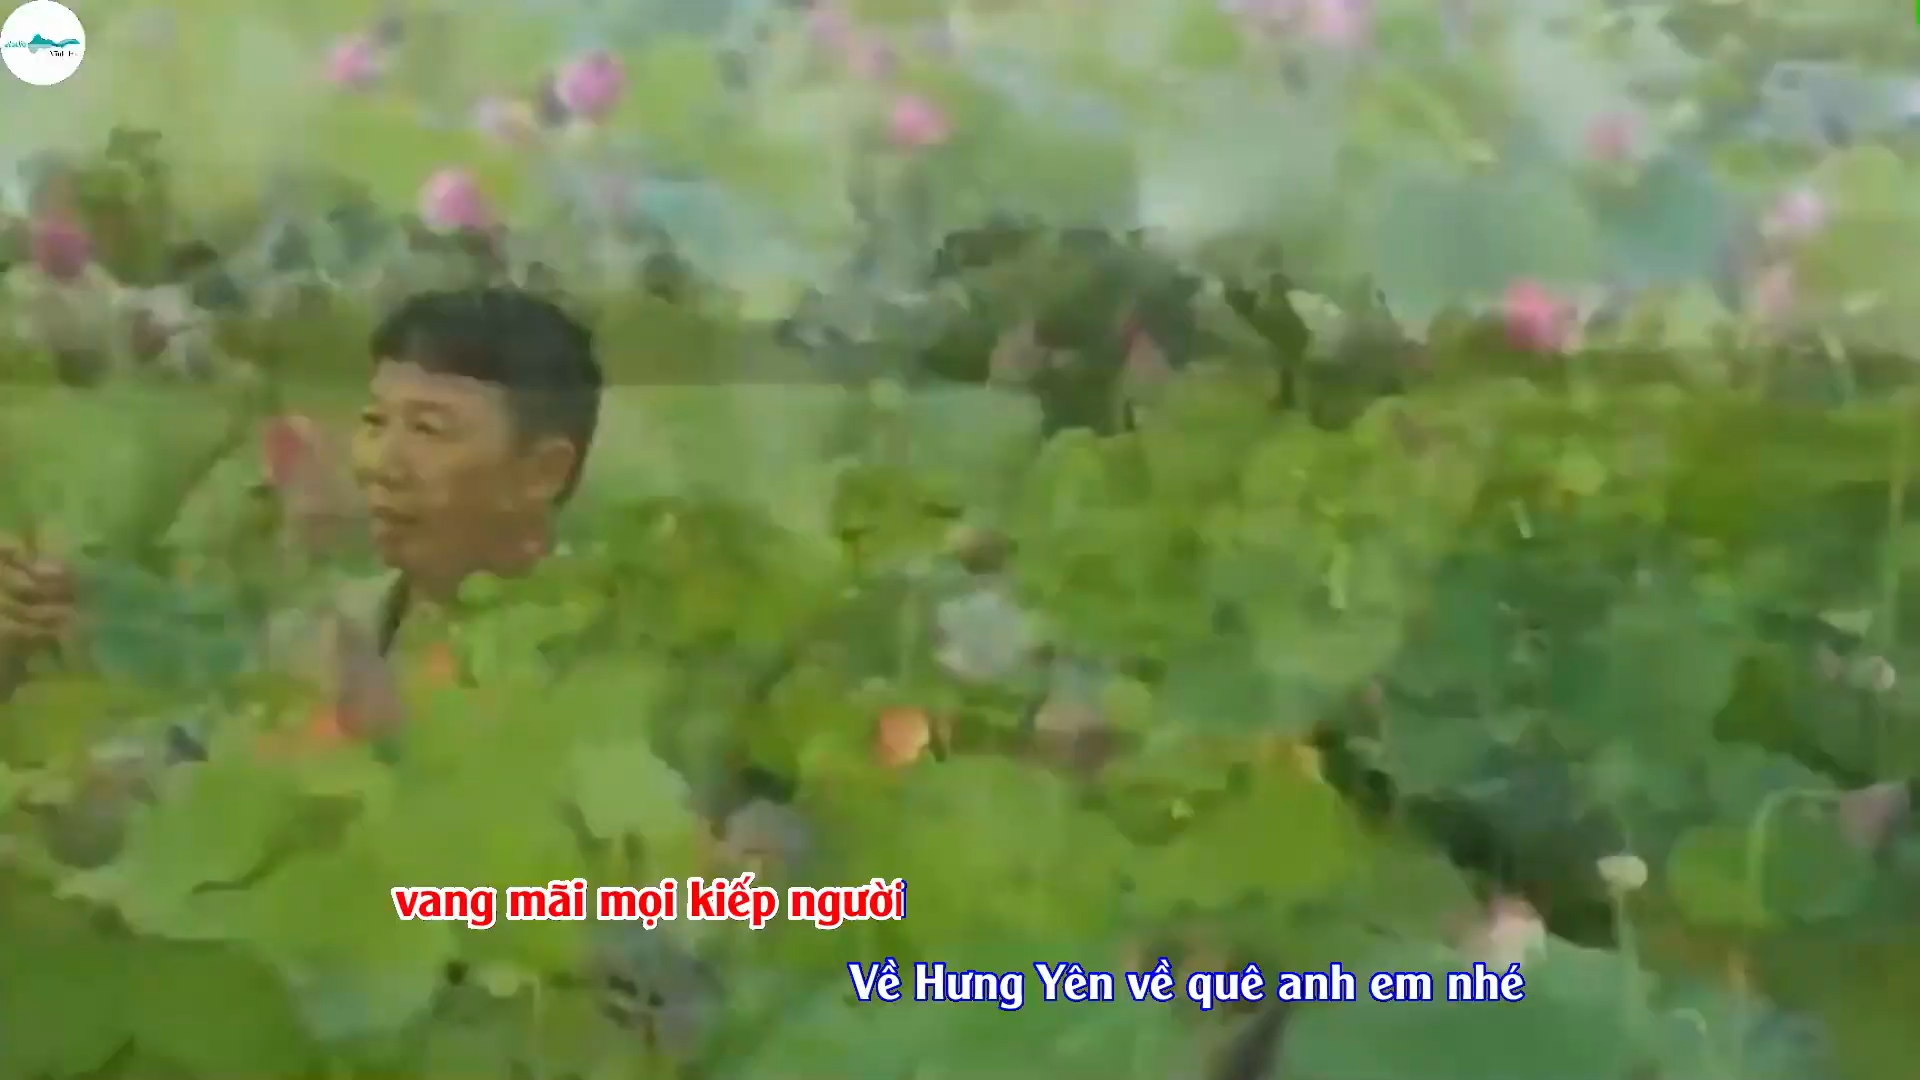 vang mãi mọi kiếp người
Về Hưng Yên về quê anh em nhé